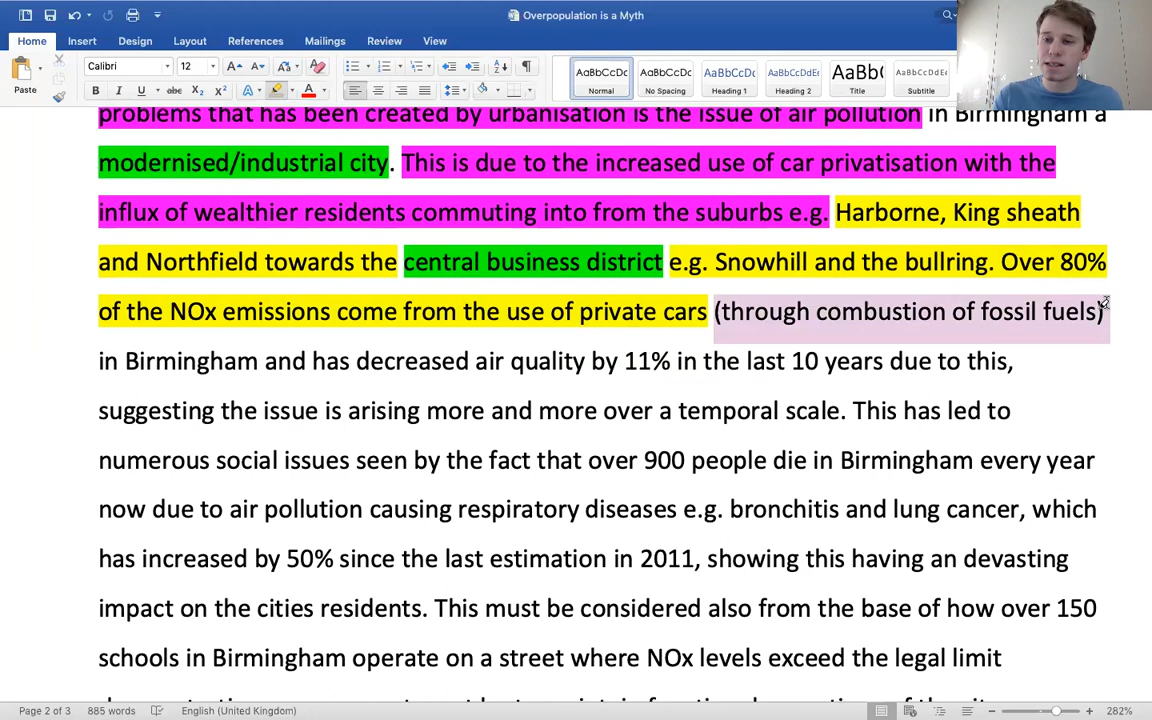 Overpopulation is a Myth
Home Insert Design Layout References Mailings Review View
Paste
Calibri 12
AaBbCcDc AaBbCcDc AaBbCcDc AaBbCcDdEe AaBb( AaBbCcDdEe
Normal No Spacing Heading 1 Heading 2 Title Subtitle
problems that has been created by urbanisation is the issue of air pollution in Birmingham a
modernised/industrial city. This is due to the increased use of car privatisation with the
influx of wealthier residents commuting into from the suburbs e.g. Harborne, King sheath
and Northfield towards the central business district e.g. Snowhill and the bullring. Over 80%
of the NOx emissions come from the use of private cars (through combustion of fossil fuels)
in Birmingham and has decreased air quality by 11% in the last 10 years due to this,
suggesting the issue is arising more and more over a temporal scale. This has led to
numerous social issues seen by the fact that over 900 people die in Birmingham every year
now due to air pollution causing respiratory diseases e.g. bronchitis and lung cancer, which
has increased by 50% since the last estimation in 2011, showing this having an devasting
impact on the cities residents. This must be considered also from the base of how over 150
schools in Birmingham operate on a street where NOx levels exceed the legal limit
Page 2 of 3 885 words English (United Kingdom) 282%